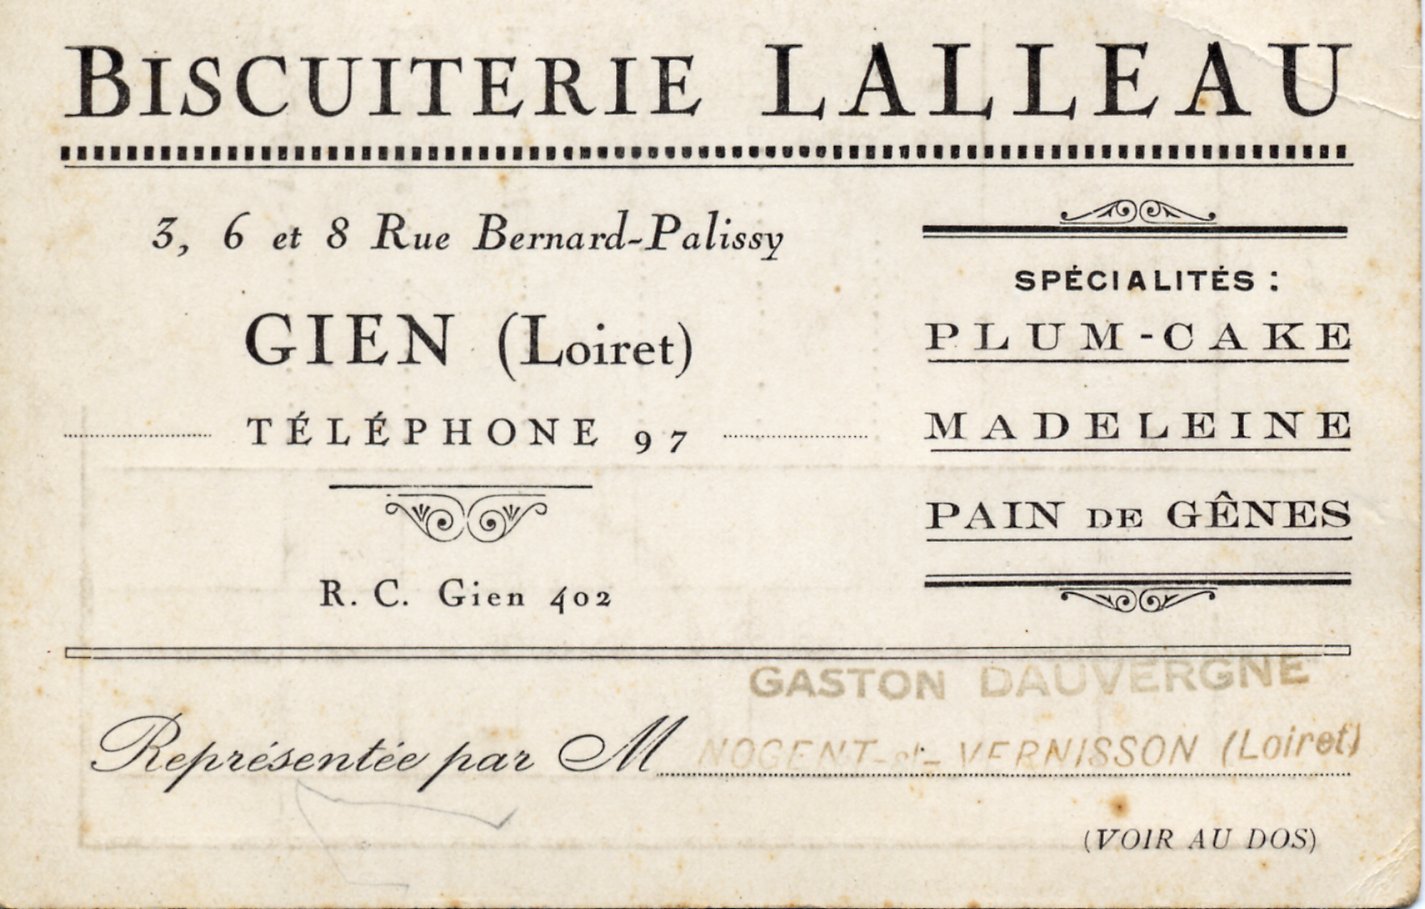 BISCUITERIE LALLEAU
3, 6 et 8 Rue Bernard-Palissy
GIEN (Loiret)
TÉLÉPHONE 97
R. C. Gien 402
SPÉCIALITÉS :
PLUM-CAKE
MADELEINE
PAIN DE GÊNES
GASTON DAUVERGNE
Représentée par M NOGENT-st-VERNISSON (Loiret)
(VOIR AU DOS)